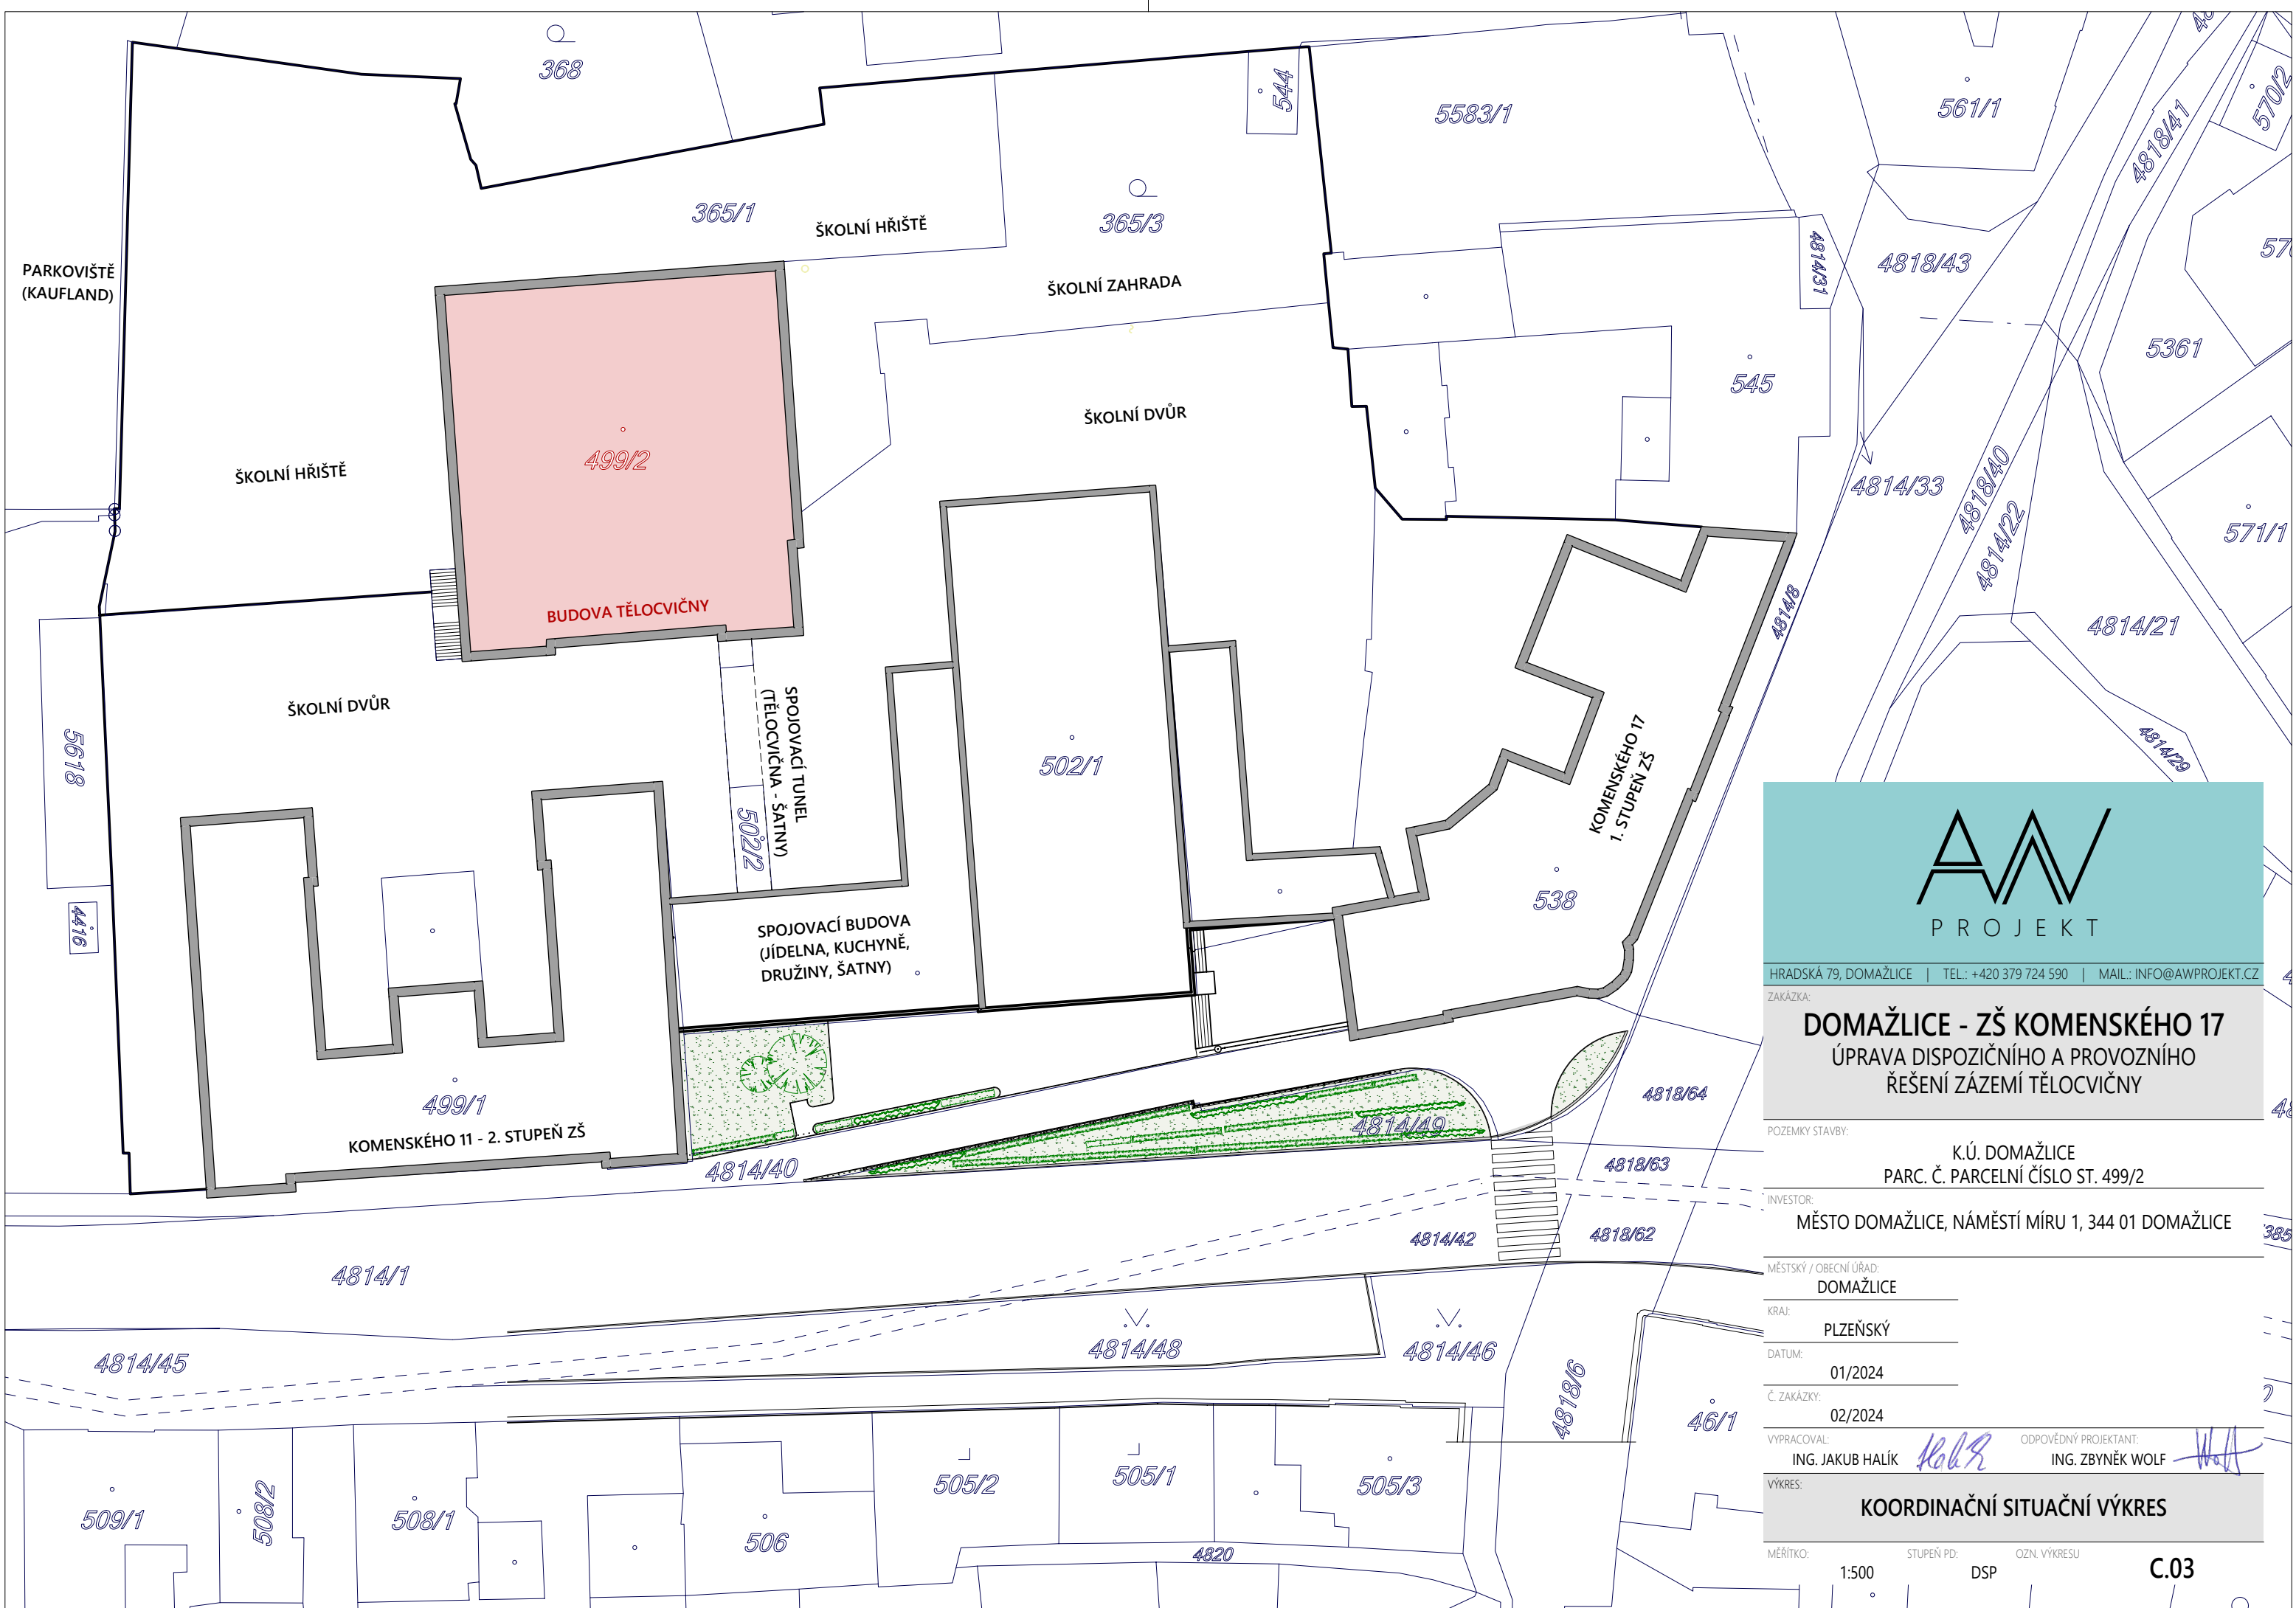 368
544
5583/1
561/1
4818/41
570/2
365/1
ŠKOLNÍ HŘIŠTĚ
365/3
4814/31
4818/43
PARKOVIŠTĚ
(KAUFLAND)
ŠKOLNÍ ZAHRADA
5361
545
ŠKOLNÍ DVŮR
499/2
ŠKOLNÍ HŘIŠTĚ
4814/33
4818/40
4814/22
571/1
BUDOVA TĚLOCVIČNY
4814/8
4814/21
ŠKOLNÍ DVŮR
5618
SPOJOVACÍ TUNEL
(TĚLOCVIČNA - ŠATNY)
502/2
502/1
KOMENSKÉHO 17
1. STUPEŇ ZŠ
4814/29
538
4416
SPOJOVACÍ BUDOVA
(JÍDELNA, KUCHYNĚ,
DRUŽINY, ŠATNY)
499/1
KOMENSKÉHO 11 - 2. STUPEŇ ZŠ
4814/40
4814/49
4818/64
4818/63
4814/42
4818/62
4814/1
4814/45
4814/48
4814/46
4818/6
46/1
509/1
508/2
508/1
506
505/2
505/1
505/3
4820
AW
PROJEKT
HRADSKÁ 79, DOMAŽLICE | TEL.: +420 379 724 590 | MAIL.: INFO@AWPROJEKT.CZ
ZAKÁZKA:
DOMAŽLICE - ZŠ KOMENSKÉHO 17
ÚPRAVA DISPOZIČNÍHO A PROVOZNÍHO
ŘEŠENÍ ZÁZEMÍ TĚLOCVIČNY
POZEMKY STAVBY:
K.Ú. DOMAŽLICE
PARC. Č. PARCELNÍ ČÍSLO ST. 499/2
INVESTOR:
MĚSTO DOMAŽLICE, NÁMĚSTÍ MÍRU 1, 344 01 DOMAŽLICE
MĚSTSKÝ / OBECNÍ ÚŘAD:
DOMAŽLICE
KRAJ:
PLZEŇSKÝ
DATUM:
01/2024
Č. ZAKÁZKY:
02/2024
VYPRACOVAL: ODPOVĚDNÝ PROJEKTANT:
ING. JAKUB HALÍK ING. ZBYNĚK WOLF
VÝKRES:
KOORDINAČNÍ SITUAČNÍ VÝKRES
MĚŘÍTKO: STUPEŇ PD: OZN. VÝKRESU
1:500 DSP C.03